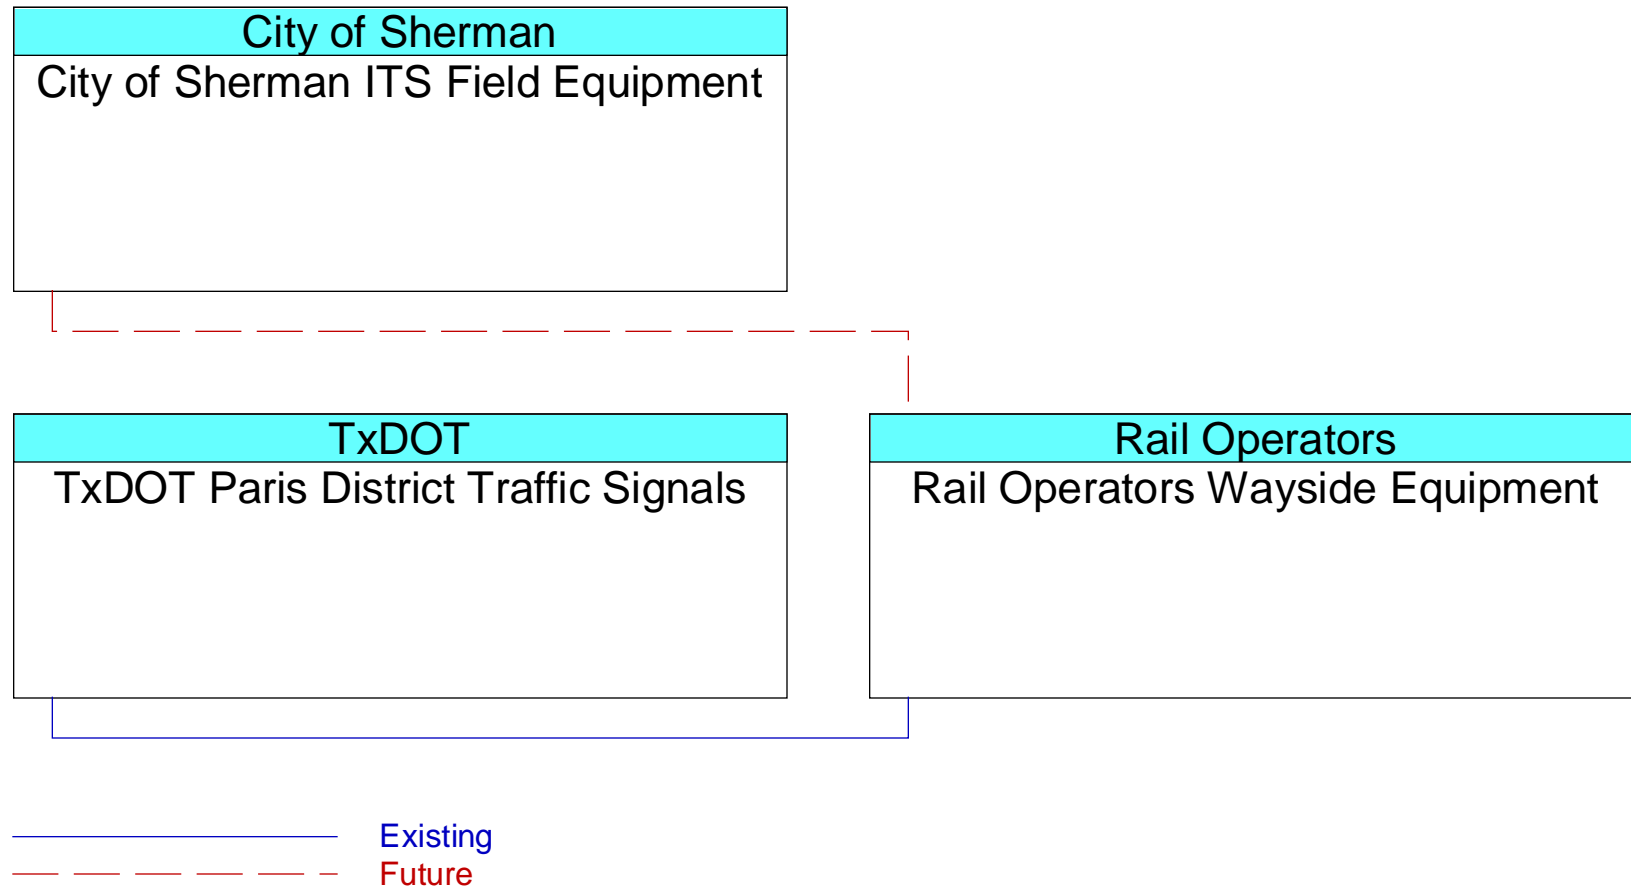 City of Sherman
City of Sherman ITS Field Equipment
TxDOT
TxDOT Paris District Traffic Signals
Rail Operators
Rail Operators Wayside Equipment
Existing
Future